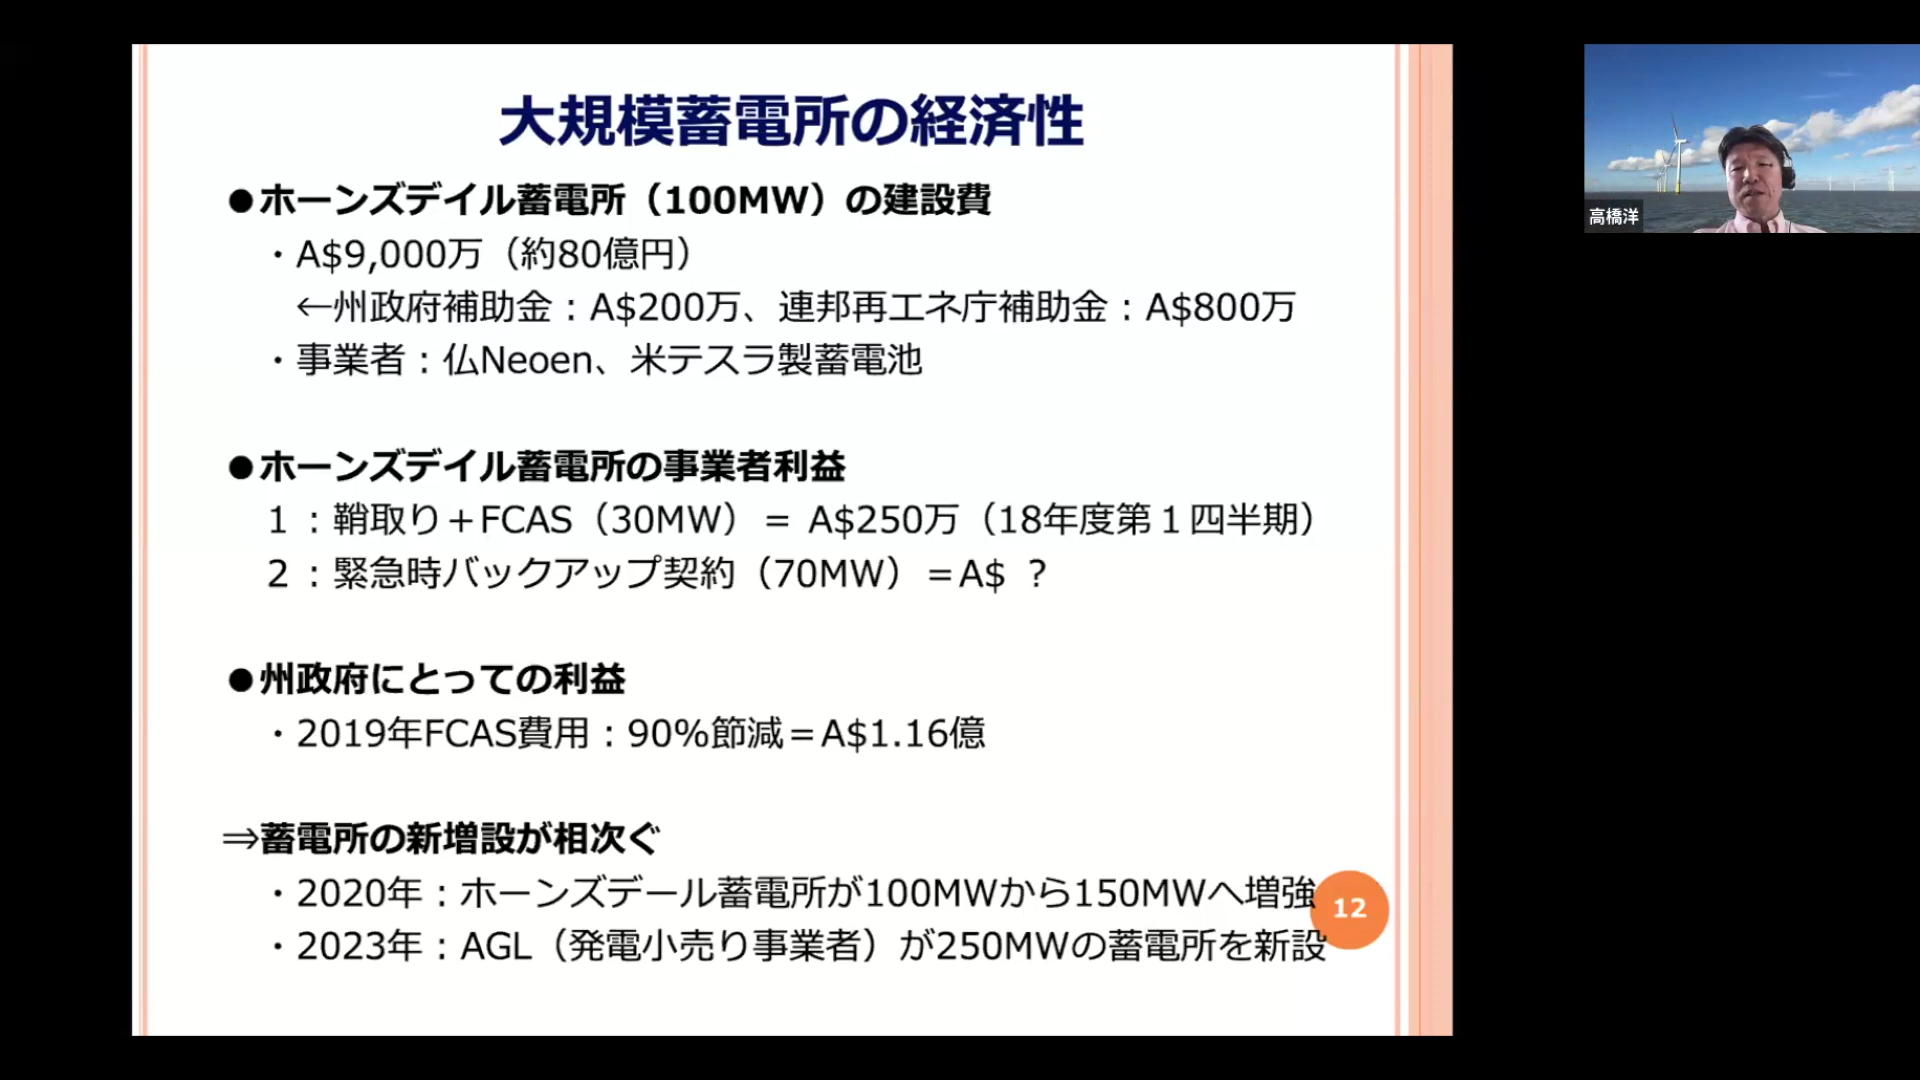 大規模蓄電所の経済性
●ホーンズデイル蓄電所（100MW）の建設費
・A$9,000万（約80億円）
←州政府補助金：A$200万、連邦再エネ庁補助金：A$800万
・事業者：仏Neoen、米テスラ製蓄電池
●ホーンズデイル蓄電所の事業者利益
１：鞘取り＋FCAS（30MW）＝ A$250万（18年度第１四半期）
２：緊急時バックアップ契約（70MW）＝A$ ？
●州政府にとっての利益
・2019年FCAS費用：90%節減＝A$1.16億
⇒蓄電所の新増設が相次ぐ
・2020年：ホーンズデール蓄電所が100MWから150MWへ増強
・2023年：AGL（発電小売り事業者）が250MWの蓄電所を新設
12
高橋洋